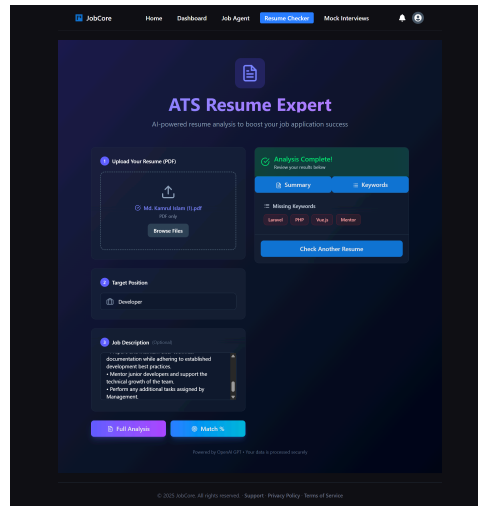 JobCore Home Dashboard Job Agent Resume Checker Mock Interviews
ATS Resume Expert
AI-powered resume analysis to boost your job application success
1 Upload Your Resume (PDF)
Md. Kamrul Islam (1).pdf
PDF only
Browse Files
2 Target Position
Developer
3 Job Description (Optional)
documentation while adhering to established
development best practices.
• Mentor junior developers and support the
technical growth of the team.
• Perform any additional tasks assigned by
Management.
Full Analysis Match %
Analysis Complete!
Review your results below
Summary Keywords
Missing Keywords
Laravel PHP Vue.js Mentor
Check Another Resume
Powered by OpenAI GPT • Your data is processed securely
© 2025 JobCore. All rights reserved. · Support · Privacy Policy · Terms of Service